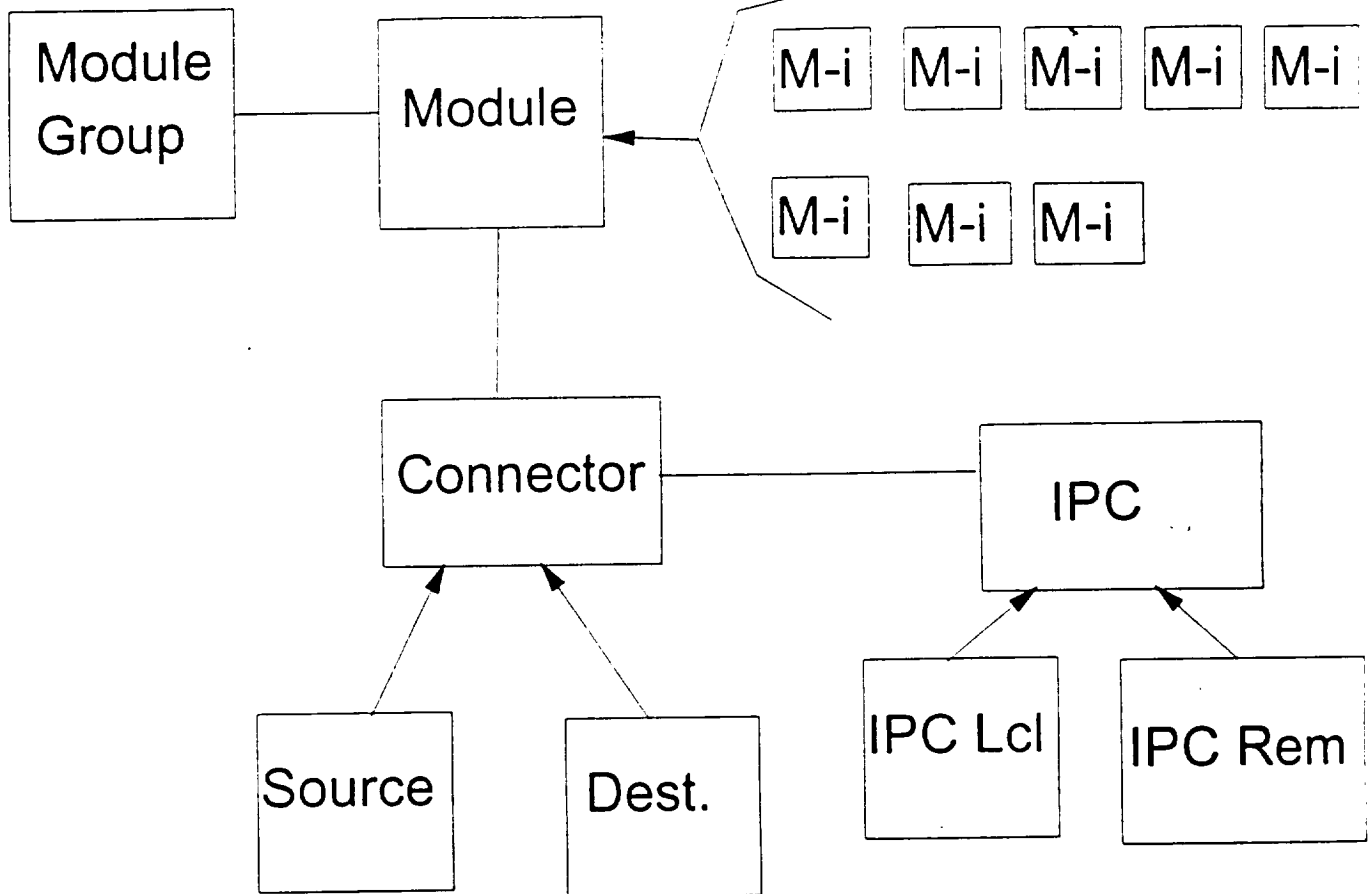 Module
Group
Module
M-i M-i M-i M-i M-i
M-i M-i M-i
Connector
IPC
Source
Dest.
IPC Lcl
IPC Rem